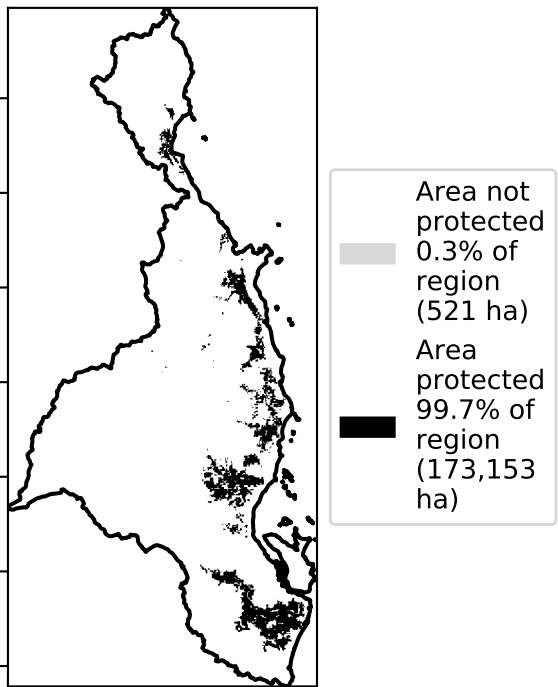 Area not
protected
0.3% of
region
(521 ha)
Area
protected
99.7% of
region
(173,153
ha)